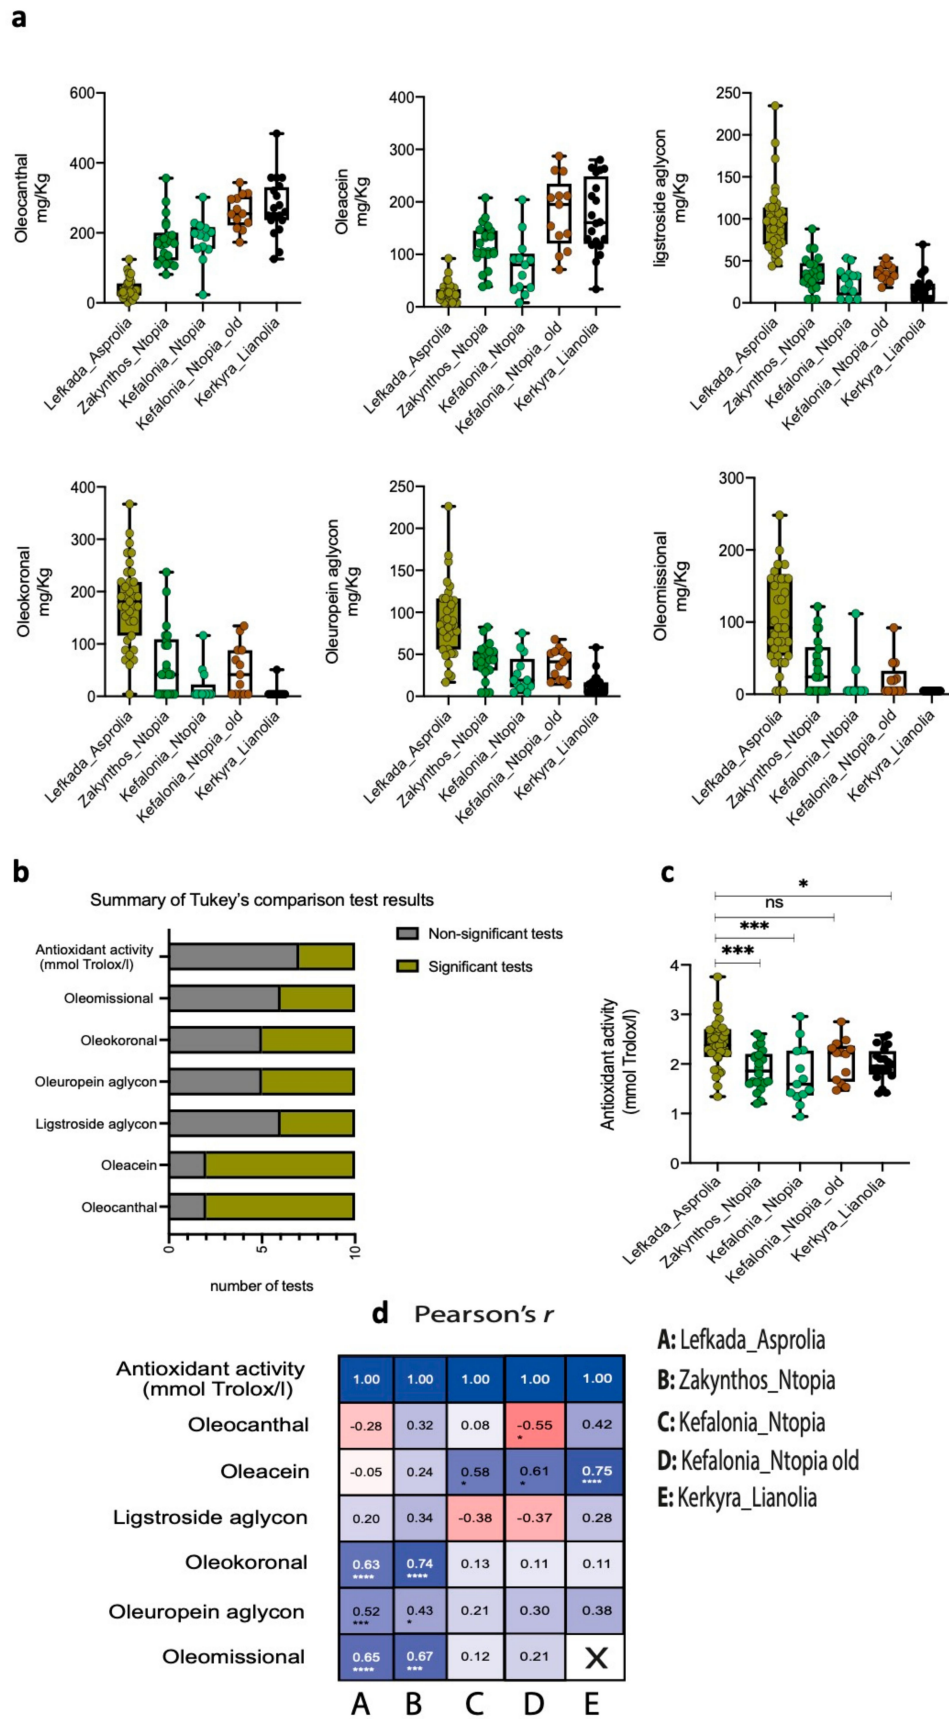 a
Oleocanthal
mg/Kg
600
400
200
0
Lefkada_Asprolia
Zakynthos_Ntopia
Kefalonia_Ntopia
Kefalonia_Ntopia_old
Kerkyra_Lianolia
Oleacein
mg/Kg
400
300
200
100
0
Lefkada_Asprolia
Zakynthos_Ntopia
Kefalonia_Ntopia
Kefalonia_Ntopia_old
Kerkyra_Lianolia
ligstroside aglycon
mg/Kg
250
200
150
100
50
0
Lefkada_Asprolia
Zakynthos_Ntopia
Kefalonia_Ntopia
Kefalonia_Ntopia_old
Kerkyra_Lianolia
Oleokoronal
mg/Kg
400
300
200
100
0
Lefkada_Asprolia
Zakynthos_Ntopia
Kefalonia_Ntopia
Kefalonia_Ntopia_old
Kerkyra_Lianolia
Oleuropein aglycon
mg/Kg
250
200
150
100
50
0
Lefkada_Asprolia
Zakynthos_Ntopia
Kefalonia_Ntopia
Kefalonia_Ntopia_old
Kerkyra_Lianolia
Oleomissional
mg/Kg
300
200
100
0
Lefkada_Asprolia
Zakynthos_Ntopia
Kefalonia_Ntopia
Kefalonia_Ntopia_old
Kerkyra_Lianolia
b
Summary of Tukey's comparison test results
Non-significant tests
Significant tests
Antioxidant activity
(mmol Trolox/l)
Oleomissional
Oleokoronal
Oleuropein aglycon
Ligstroside aglycon
Oleacein
Oleocanthal
0 5 10
number of tests
c
*
ns
***
***
Antioxidant activity
(mmol Trolox/l)
4
3
2
1
0
Lefkada_Asprolia
Zakynthos_Ntopia
Kefalonia_Ntopia
Kefalonia_Ntopia_old
Kerkyra_Lianolia
d Pearson's r
Antioxidant activity
(mmol Trolox/l)
1.00 1.00 1.00 1.00 1.00
Oleocanthal -0.28 0.32 0.08 -0.55 0.42
*
Oleacein -0.05 0.24 0.58 0.61 0.75
* * ****
Ligstroside aglycon 0.20 0.34 -0.38 -0.37 0.28
Oleokoronal 0.63 0.74 0.13 0.11 0.11
**** ****
Oleuropein aglycon 0.52 0.43 0.21 0.30 0.38
*** *
Oleomissional 0.65 0.67 0.12 0.21 X
**** ***
A B C D E
A: Lefkada_Asprolia
B: Zakynthos_Ntopia
C: Kefalonia_Ntopia
D: Kefalonia_Ntopia old
E: Kerkyra_Lianolia